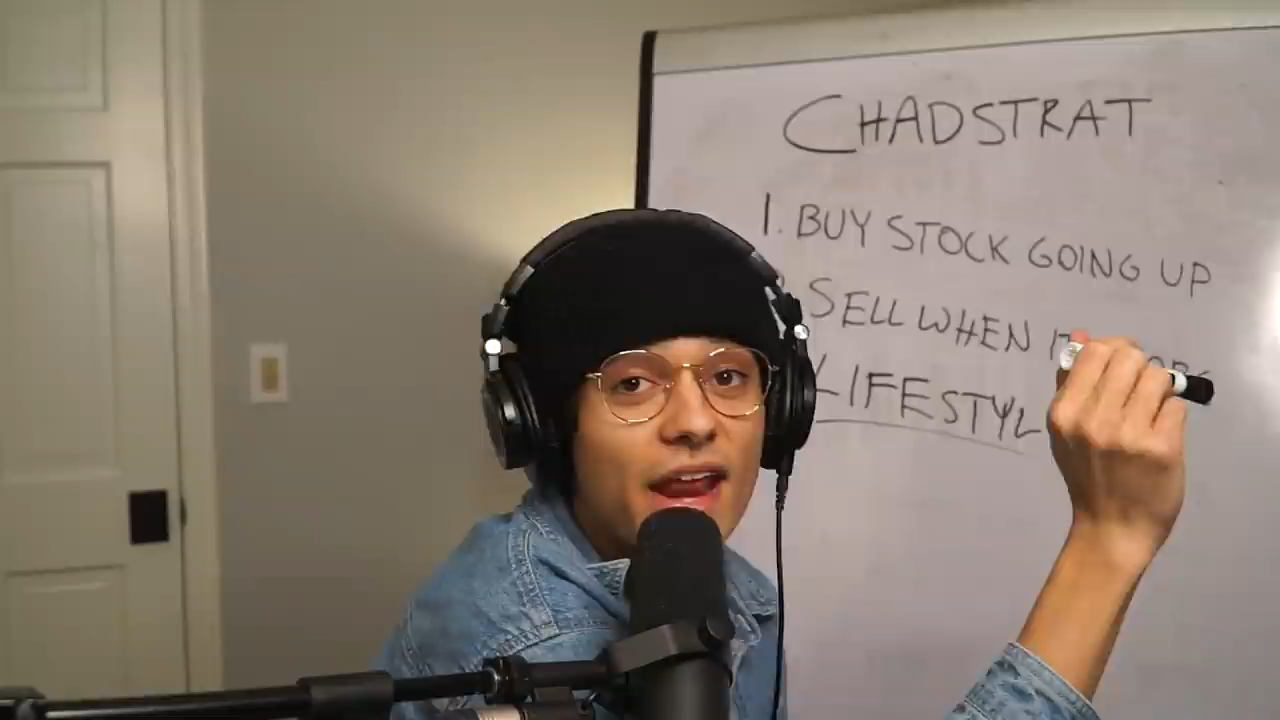 CHADSTRAT
1. BUY STOCK GOING UP
SELL WHEN
LIFESTYL